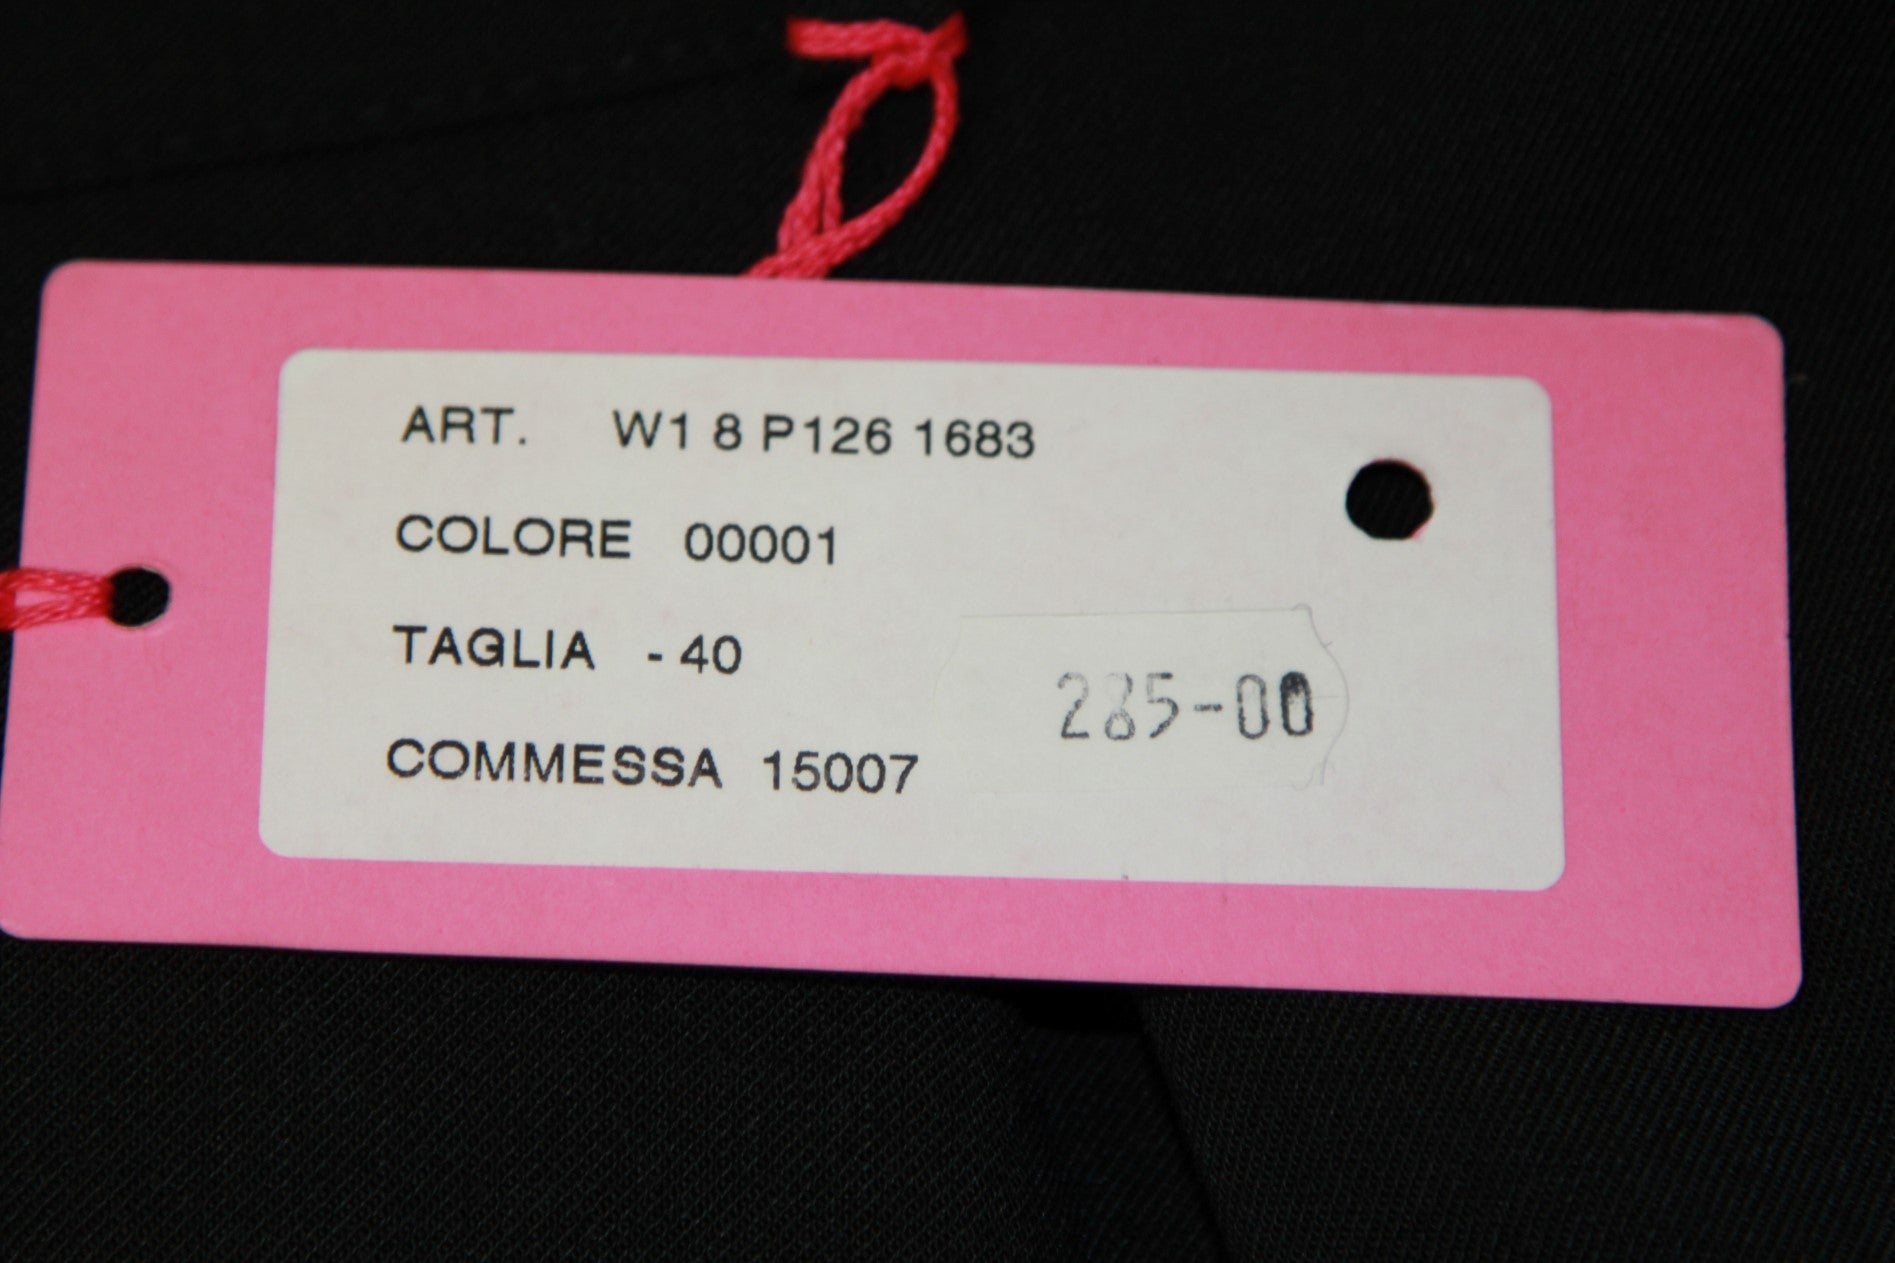 ART. W1 8 P126 1683
COLORE 00001
TAGLIA - 40
285-00
COMMESSA 15007